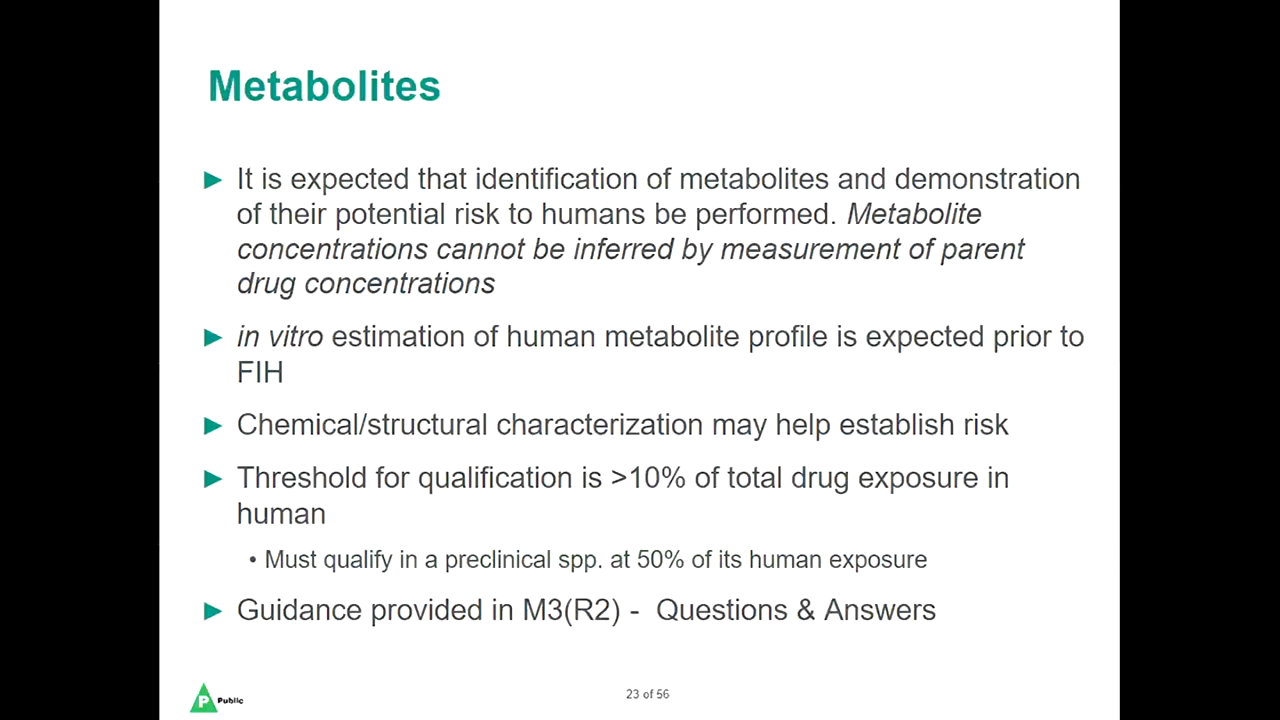 Metabolites
► It is expected that identification of metabolites and demonstration
of their potential risk to humans be performed. Metabolite
concentrations cannot be inferred by measurement of parent
drug concentrations
► in vitro estimation of human metabolite profile is expected prior to
FIH
► Chemical/structural characterization may help establish risk
► Threshold for qualification is >10% of total drug exposure in
human
• Must qualify in a preclinical spp. at 50% of its human exposure
► Guidance provided in M3(R2) - Questions & Answers
P Public
23 of 56